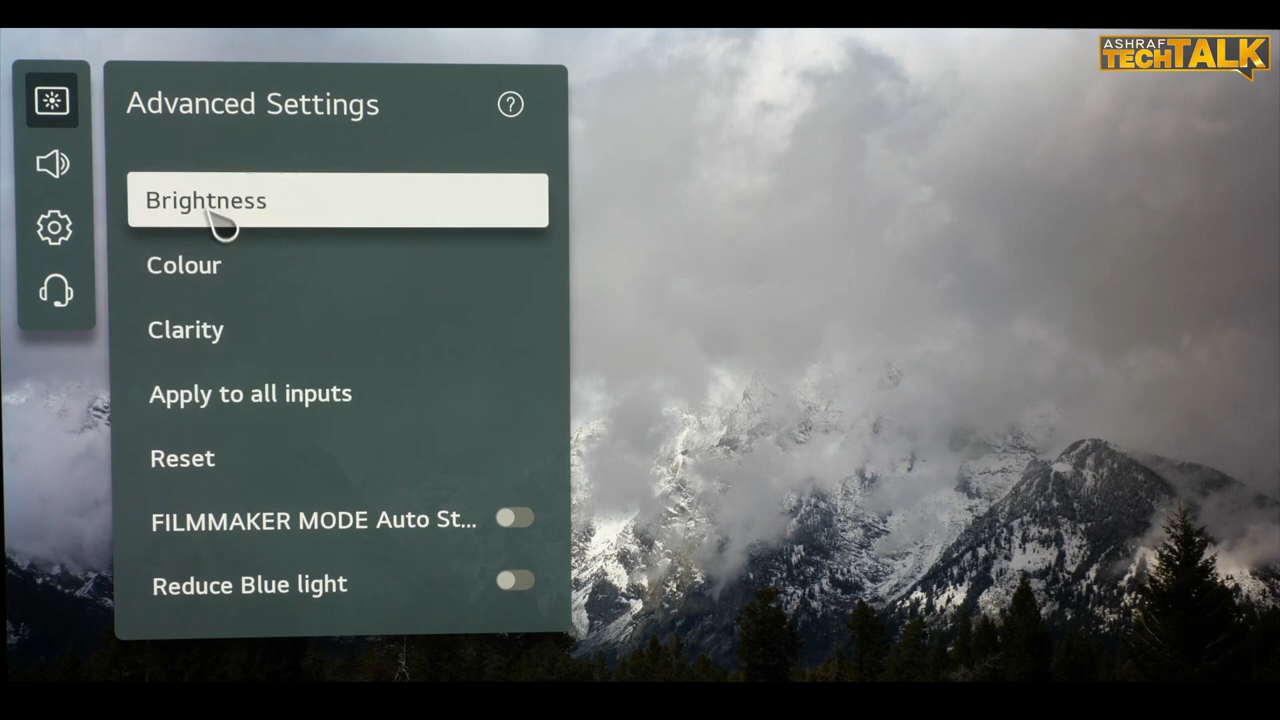 ASHRAF
TECHTALK
Advanced Settings
?
Brightness
Colour
Clarity
Apply to all inputs
Reset
FILMMAKER MODE Auto St...
Reduce Blue light